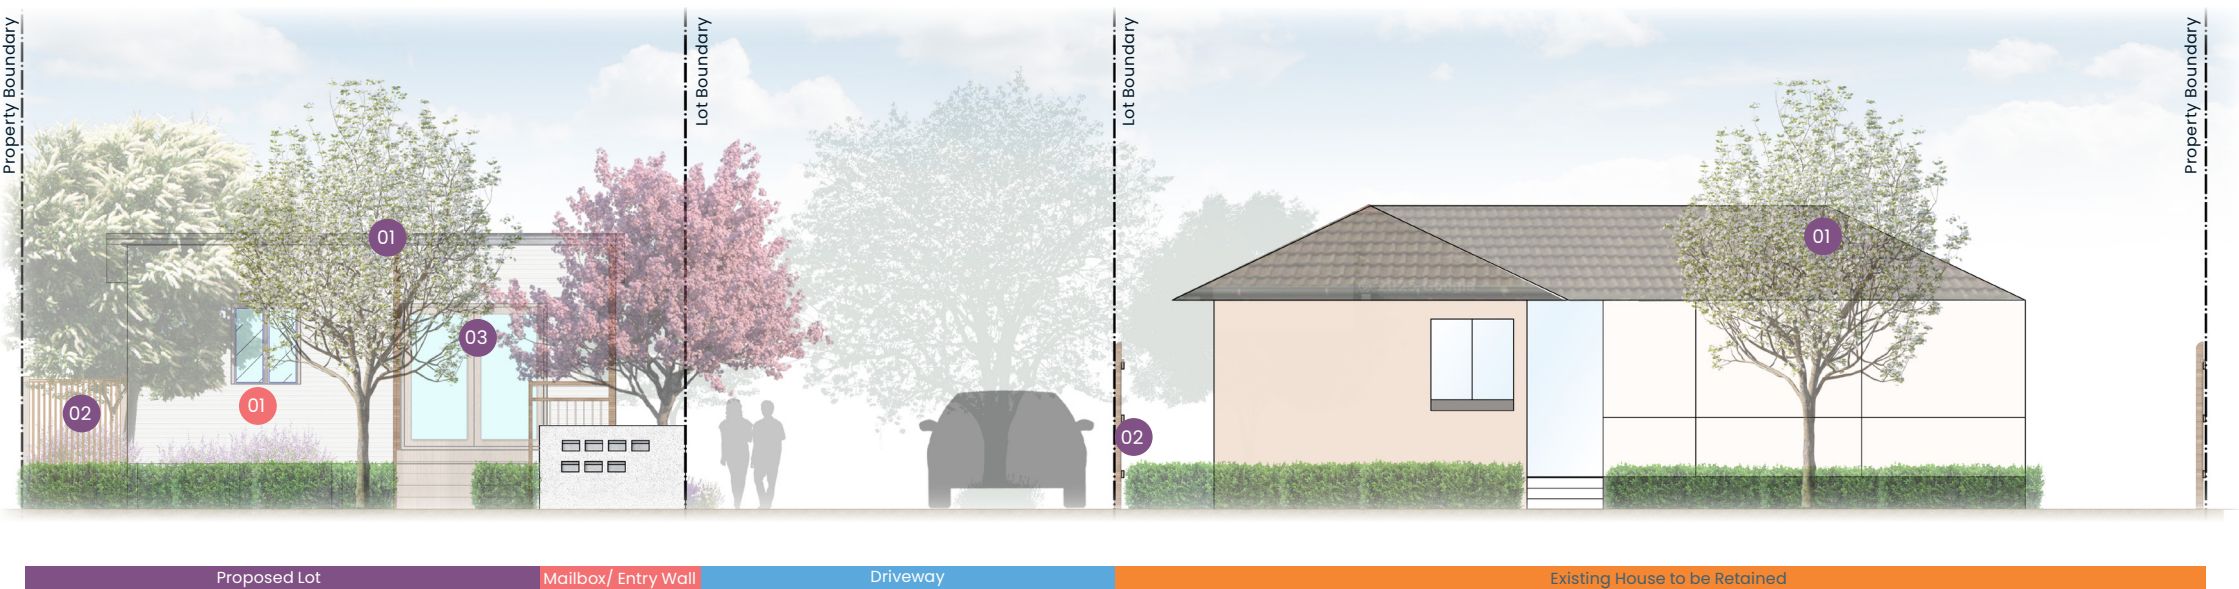 Property Boundary
Lot Boundary
Lot Boundary
Property Boundary
01
03
02
01
02
01
Proposed Lot
Mailbox/ Entry Wall
Driveway
Existing House to be Retained